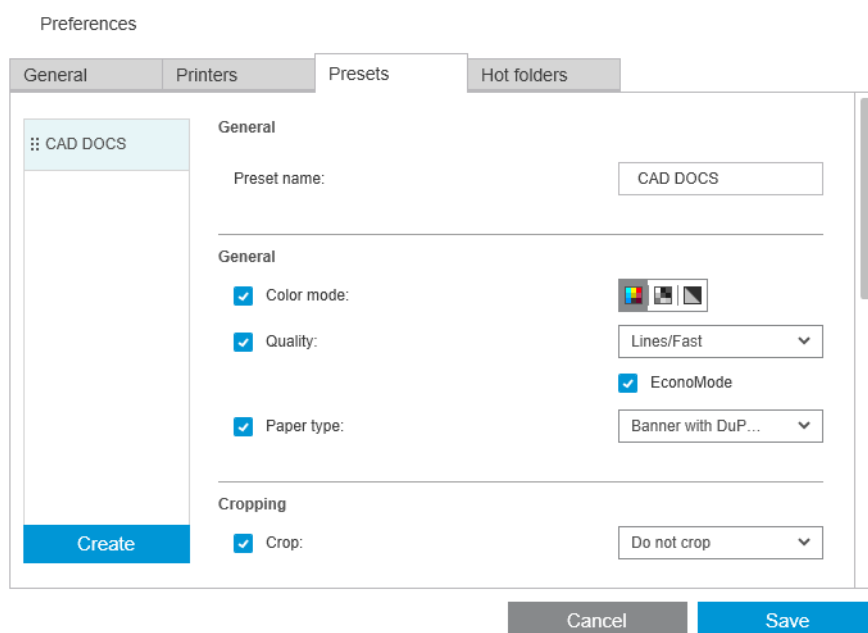 Preferences
General
Printers
Presets
Hot folders
CAD DOCS
Create
General
Preset name:
CAD DOCS
General
Color mode:
Quality:
Lines/Fast
EconoMode
Paper type:
Banner with DuP...
Cropping
Crop:
Do not crop
Cancel
Save